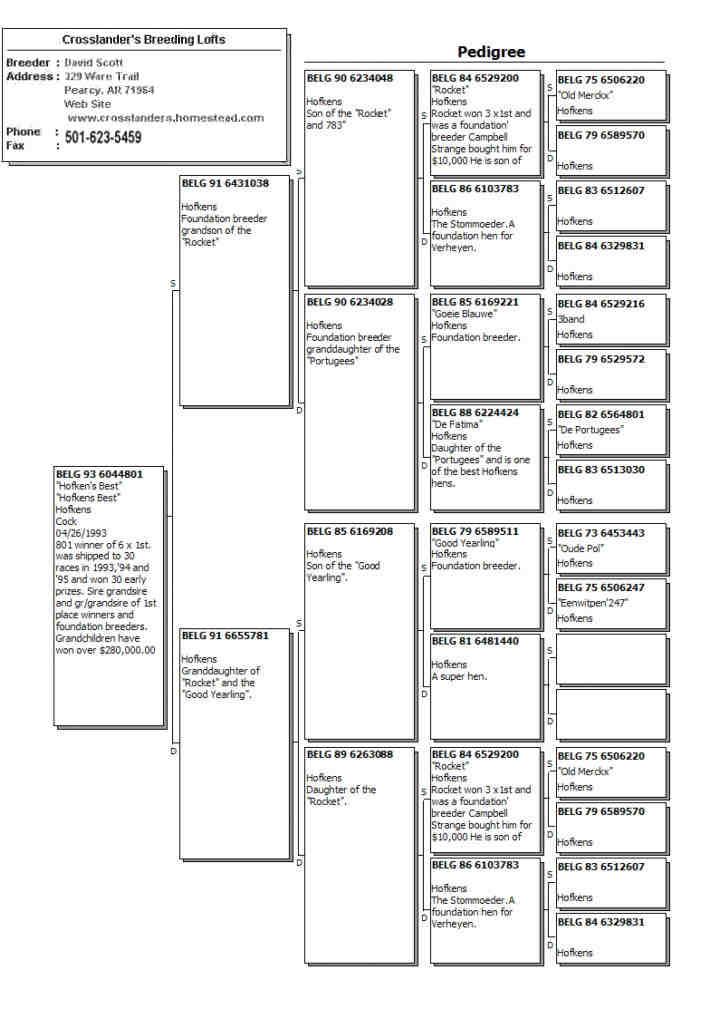 Crosslander's Breeding Lofts
Breeder : David Scott
Address : 329 Ware Trail
Pearcy, AR 71964
Web Site
www.crosslanders.homestead.com
Phone : 501-623-5459
Fax :
Pedigree
BELG 93 6044801
"Hofken's Best"
"Hofkens Best"
Hofkens
Cock
04/26/1993
801 winner of 6 x 1st.
was shipped to 30
races in 1993,'94 and
'95 and won 30 early
prizes. Sire grandsire
and gr/grandsire of 1st
place winners and
foundation breeders.
Grandchildren have
won over $280,000.00
S
BELG 91 6431038
Hofkens
Foundation breeder
grandson of the
"Rocket"
D
BELG 91 6655781
Hofkens
Granddaughter of
"Rocket" and the
"Good Yearling".
S
BELG 90 6234048
Hofkens
Son of the "Rocket"
and 783"
D
BELG 90 6234028
Hofkens
Foundation breeder
granddaughter of the
"Portugees"
S
BELG 85 6169208
Hofkens
Son of the "Good
Yearling".
D
BELG 89 6263088
Hofkens
Daughter of the
"Rocket".
S
BELG 84 6529200
"Rocket"
Hofkens
Rocket won 3 x1st and
was a foundation'
breeder Campbell
Strange bought him for
$10,000 He is son of
D
BELG 86 6103783
Hofkens
The Stommoeder.A
foundation hen for
Verheyen.
S
BELG 85 6169221
"Goeie Blauwe"
Hofkens
Foundation breeder.
D
BELG 88 6224424
"De Fatima"
Hofkens
Daughter of the
"Portugees" and is one
of the best Hofkens
hens.
S
BELG 79 6589511
"Good Yearling"
Hofkens
Foundation breeder.
D
BELG 81 6481440
Hofkens
A super hen.
S
BELG 84 6529200
"Rocket"
Hofkens
Rocket won 3 x1st and
was a foundation'
breeder Campbell
Strange bought him for
$10,000 He is son of
D
BELG 86 6103783
Hofkens
The Stommoeder.A
foundation hen for
Verheyen.
S
BELG 75 6506220
"Old Merckx"
Hofkens
D
BELG 79 6589570
Hofkens
S
BELG 83 6512607
Hofkens
D
BELG 84 6329831
Hofkens
S
BELG 84 6529216
3band
Hofkens
D
BELG 79 6529572
Hofkens
S
BELG 82 6564801
"De Portugees"
Hofkens
D
BELG 83 6513030
Hofkens
S
BELG 73 6453443
"Oude Pol"
Hofkens
D
BELG 75 6506247
"Eenwitpen'247"
Hofkens
S
D
S
BELG 75 6506220
"Old Merckx"
Hofkens
D
BELG 79 6589570
Hofkens
S
BELG 83 6512607
Hofkens
D
BELG 84 6329831
Hofkens